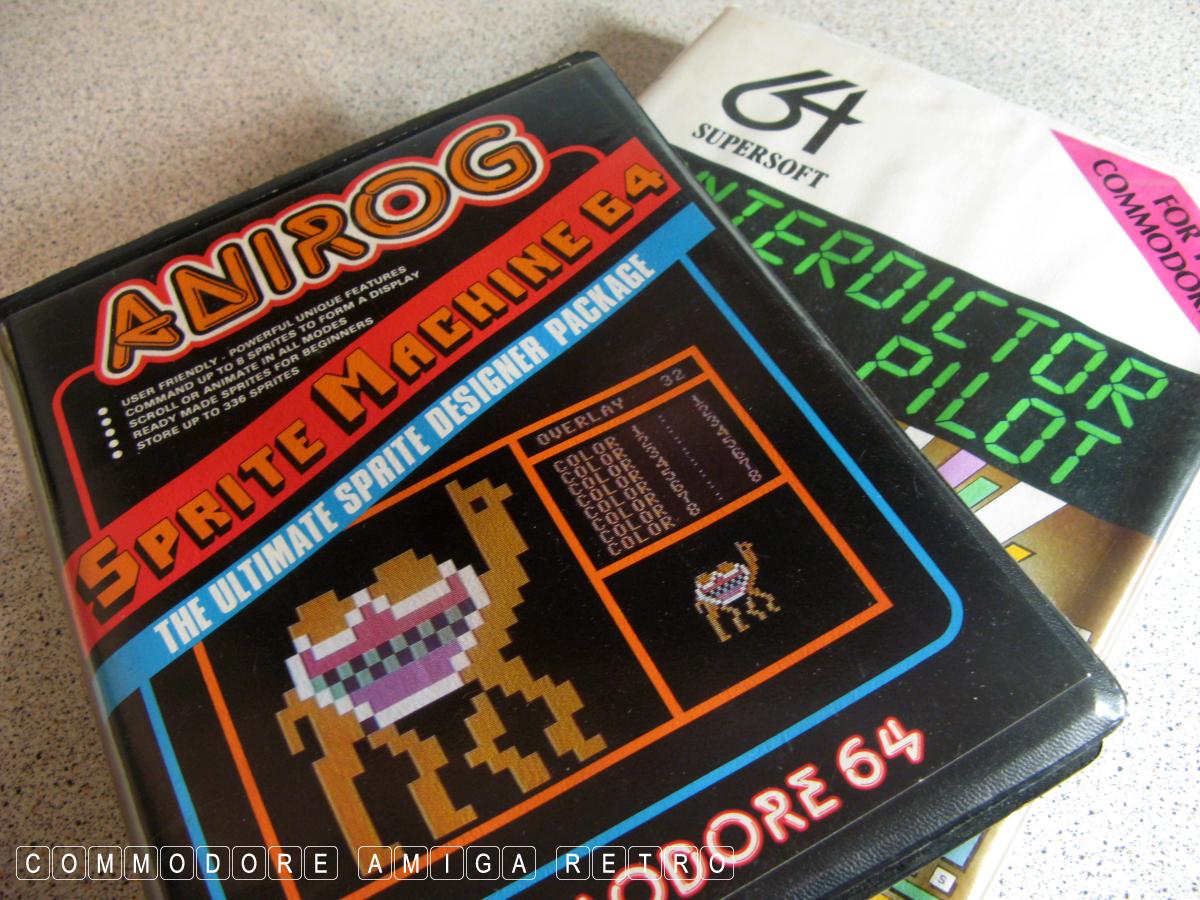 ANIROG
USER FRIENDLY - POWERFUL UNIQUE FEATURES
COMMAND UP TO 8 SPRITES TO FORM A DISPLAY
SCROLL OR ANIMATE IN ALL MODES
READY MADE SPRITES FOR BEGINNERS
STORE UP TO 336 SPRITES
SPRITE MACHINE 64
THE ULTIMATE SPRITE DESIGNER PACKAGE
32
OVERLAY
COLOR
COLOR
COLOR
COLOR
COLOR
COLOR
COLOR
ODORE 64
64
SUPERSOFT
FOR
COMMODOR
NTERDICTOR
PILOT
S
COMMODORE AMIGA RETRO